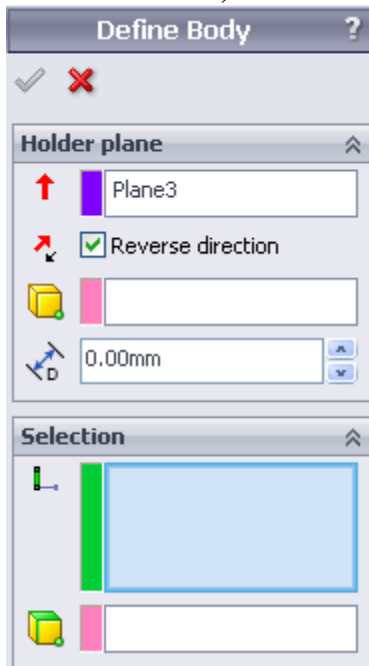 Define Body ?
Holder plane
Plane3
Reverse direction
D
0.00mm
Selection